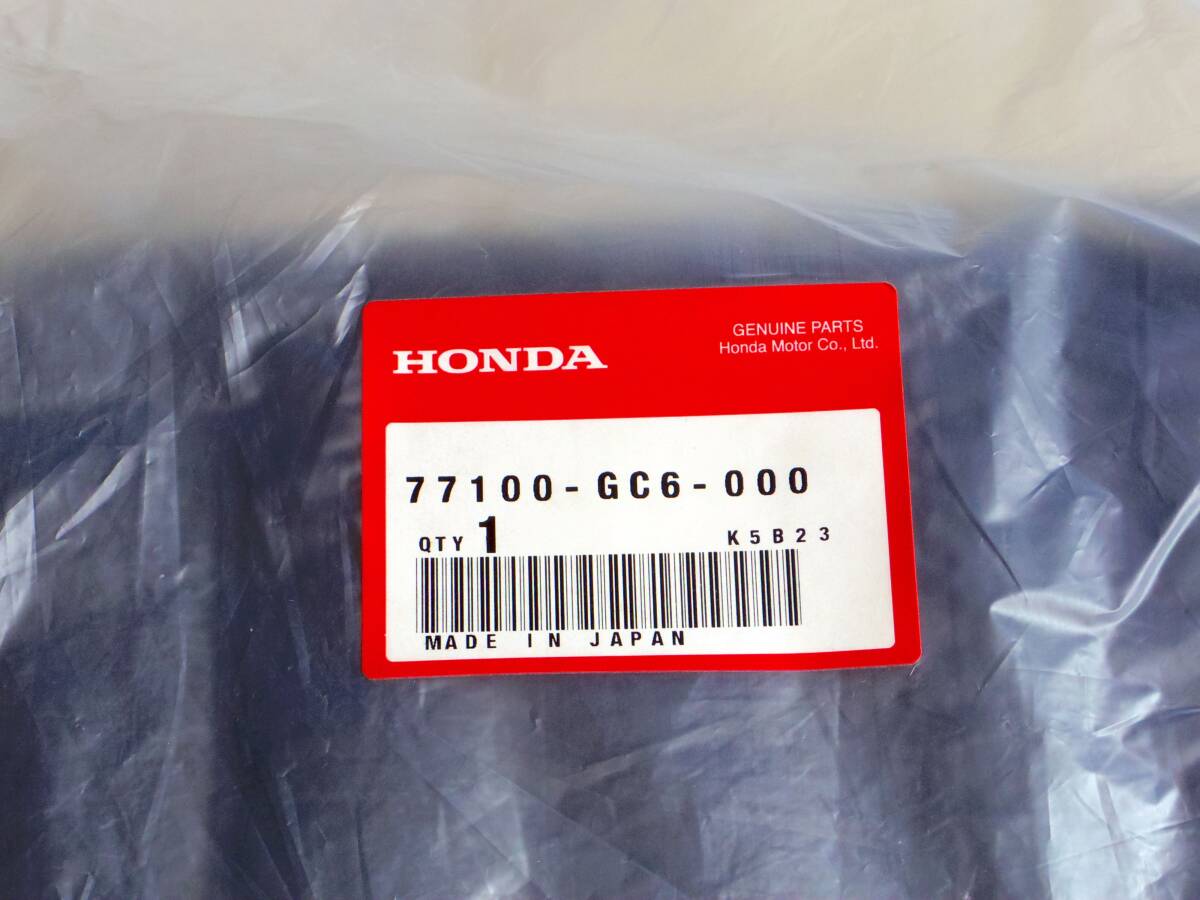 HONDA
GENUINE PARTS
Honda Motor Co., Ltd.
77100-GC6-000
QTY 1 K5B23
MADE IN JAPAN